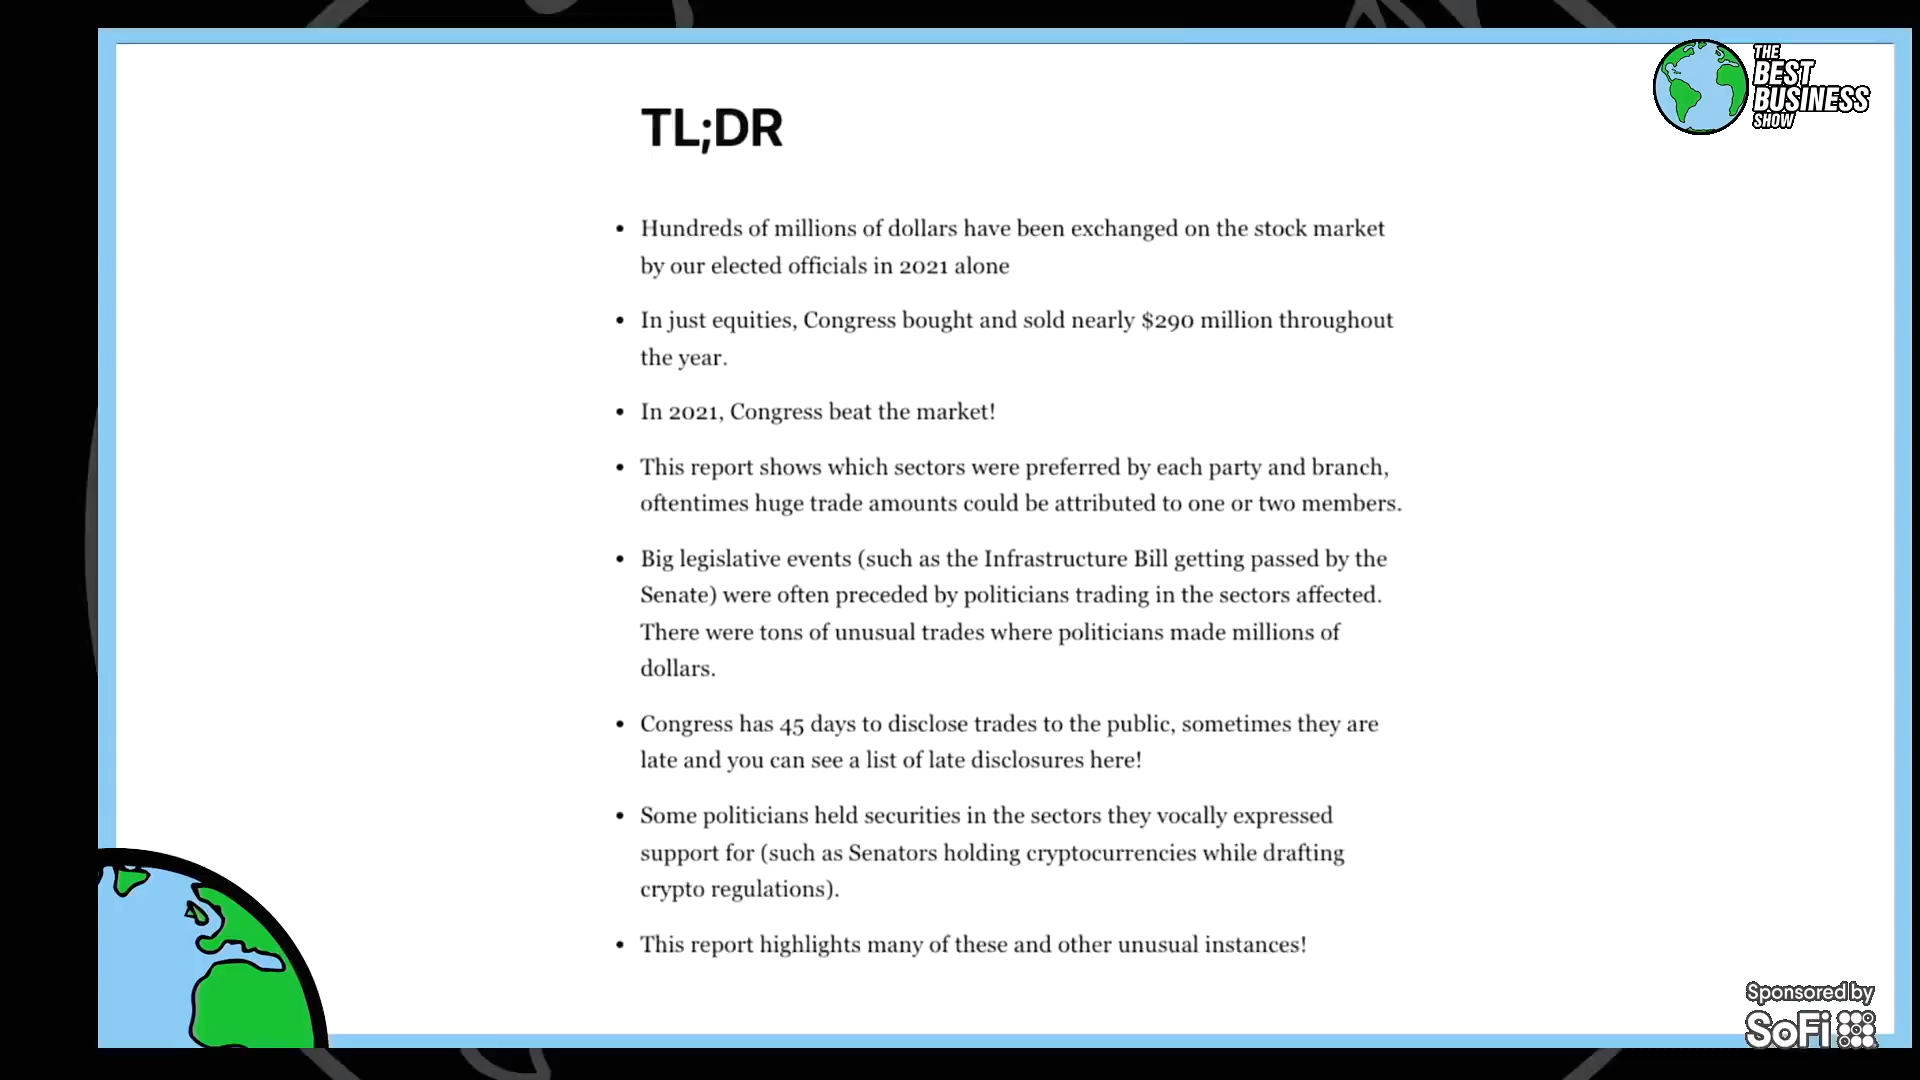 THE
BEST
BUSINESS
SHOW
TL;DR
• Hundreds of millions of dollars have been exchanged on the stock market
by our elected officials in 2021 alone
• In just equities, Congress bought and sold nearly $290 million throughout
the year.
• In 2021, Congress beat the market!
• This report shows which sectors were preferred by each party and branch,
oftentimes huge trade amounts could be attributed to one or two members.
• Big legislative events (such as the Infrastructure Bill getting passed by the
Senate) were often preceded by politicians trading in the sectors affected.
There were tons of unusual trades where politicians made millions of
dollars.
• Congress has 45 days to disclose trades to the public, sometimes they are
late and you can see a list of late disclosures here!
• Some politicians held securities in the sectors they vocally expressed
support for (such as Senators holding cryptocurrencies while drafting
crypto regulations).
• This report highlights many of these and other unusual instances!
Sponsored by
SoFi